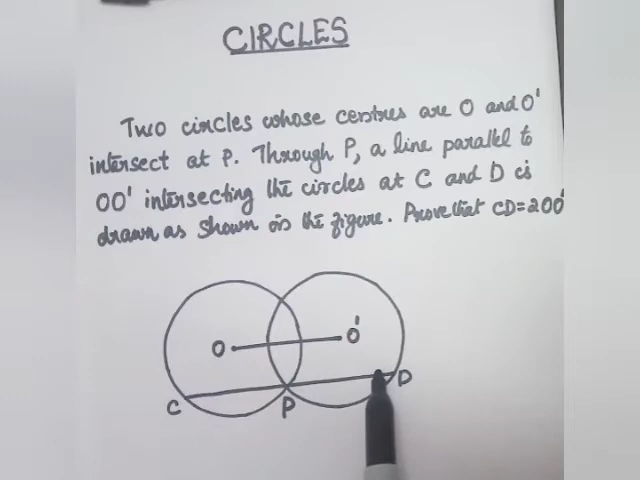 CIRCLES
Two circles whose centres are O and O'
intersect at P. Through P, a line parallel to
OO' intersecting the circles at C and D is
drawn as shown in the figure. Prove that CD=2OO'
O O'
C P D